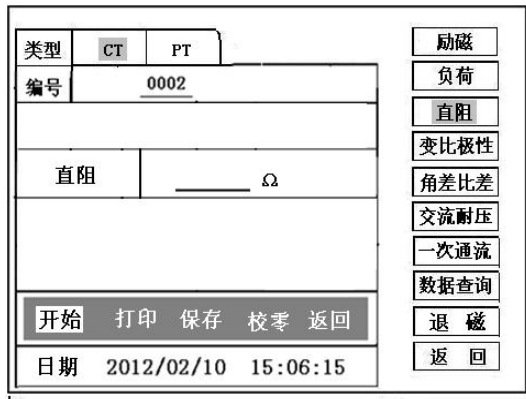 类型 CT PT
编号 0002
直阻 Ω
开始 打印 保存 校零 返回
日期 2012/02/10 15:06:15
励磁
负荷
直阻
变比极性
角差比差
交流耐压
一次通流
数据查询
退 磁
返 回